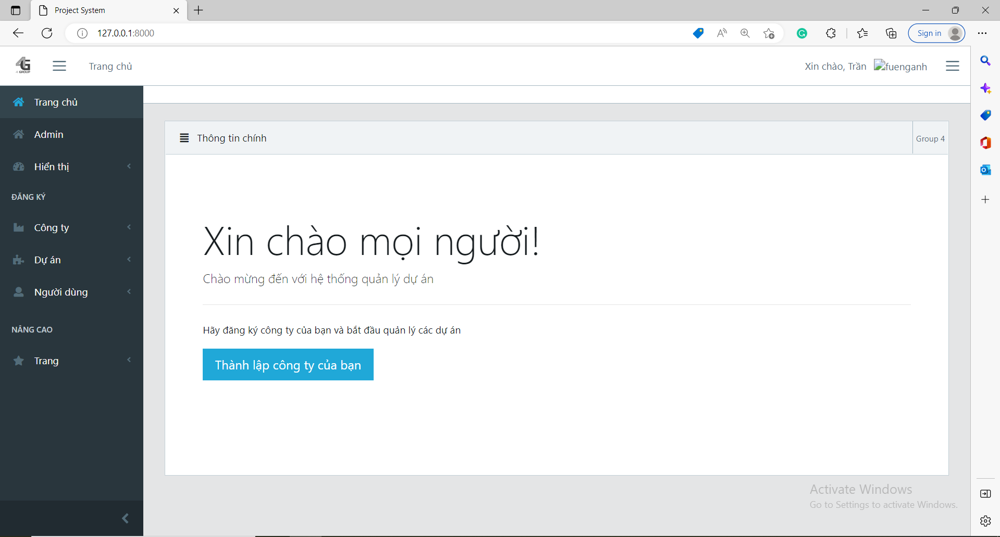 Project System
127.0.0.1:8000
Sign in
4G
4 GROUP
Trang chủ
Xin chào, Trần
fuenganh
Trang chủ
Admin
Hiển thị
ĐĂNG KÝ
Công ty
Dự án
Người dùng
NÂNG CAO
Trang
Thông tin chính
Group 4
Xin chào mọi người!
Chào mừng đến với hệ thống quản lý dự án
Hãy đăng ký công ty của bạn và bắt đầu quản lý các dự án
Thành lập công ty của bạn
Activate Windows
Go to Settings to activate Windows.